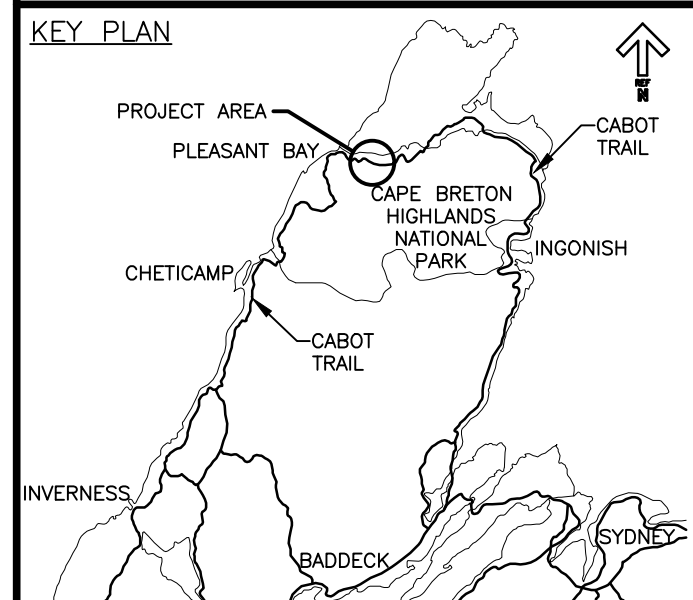 KEY PLAN
REF
N
PROJECT AREA
CABOT
TRAIL
PLEASANT BAY
CAPE BRETON
HIGHLANDS
NATIONAL
PARK
INGONISH
CHETICAMP
CABOT
TRAIL
INVERNESS
SYDNEY
BADDECK